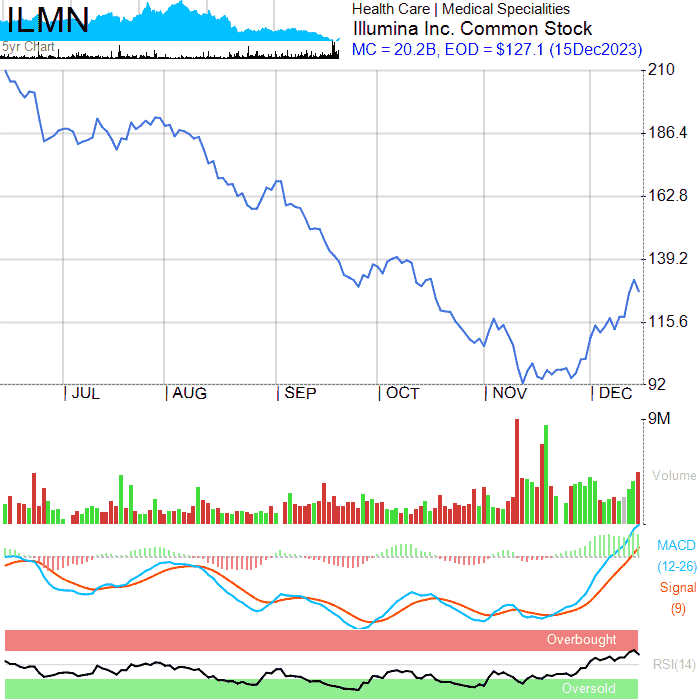 ILMN
5yr Chart
Health Care | Medical Specialities
Illumina Inc. Common Stock
MC = 20.2B, EOD = $127.1 (15Dec2023)
210
186.4
162.8
139.2
115.6
92
JUL AUG SEP OCT NOV DEC
9M
Volume
MACD
(12-26)
Signal
(9)
Overbought
RSI(14)
Oversold